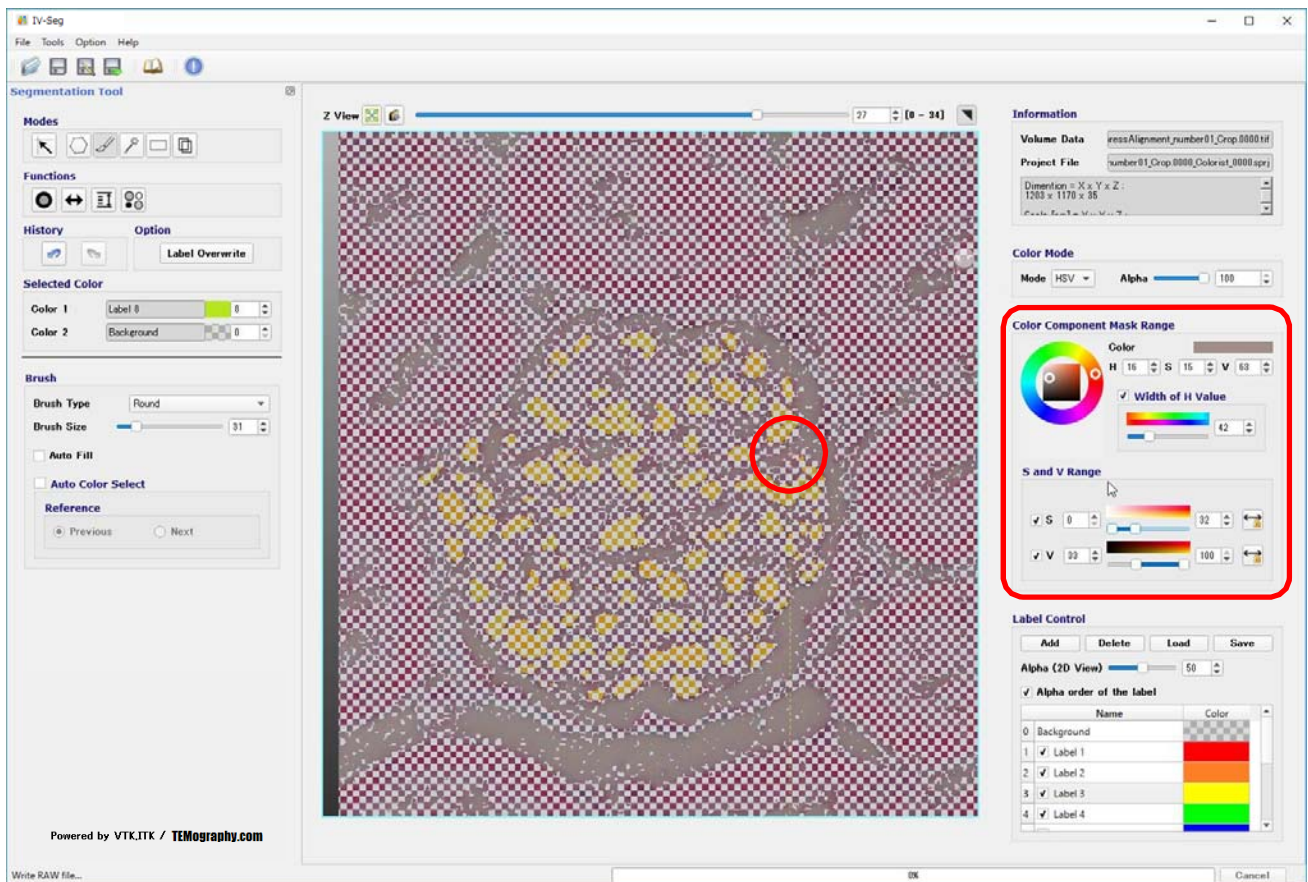 IV-Seg
File Tools Option Help
Segmentation Tool
Modes
Functions
History Option
Label Overwrite
Selected Color
Color 1 Label 8 8
Color 2 Background 0
Brush
Brush Type Round
Brush Size 31
Auto Fill
Auto Color Select
Reference
Previous Next
Powered by VTK,ITK / TEMography.com
Write RAW file...
Z View 27 [0 - 34]
Information
Volume Data ressAlignment_number01_Crop.0000.tif
Project File number01_Crop.0000_Colorist_0000.sprj
Dimention = X x Y x Z :
1203 x 1170 x 35
Color Mode
Mode HSV Alpha 100
Color Component Mask Range
Color
H 16 S 15 V 63
Width of H Value
42
S and V Range
S 0 32
V 33 100
Label Control
Add Delete Load Save
Alpha (2D View) 50
Alpha order of the label
Name Color
0 Background
1 Label 1
2 Label 2
3 Label 3
4 Label 4
0% Cancel